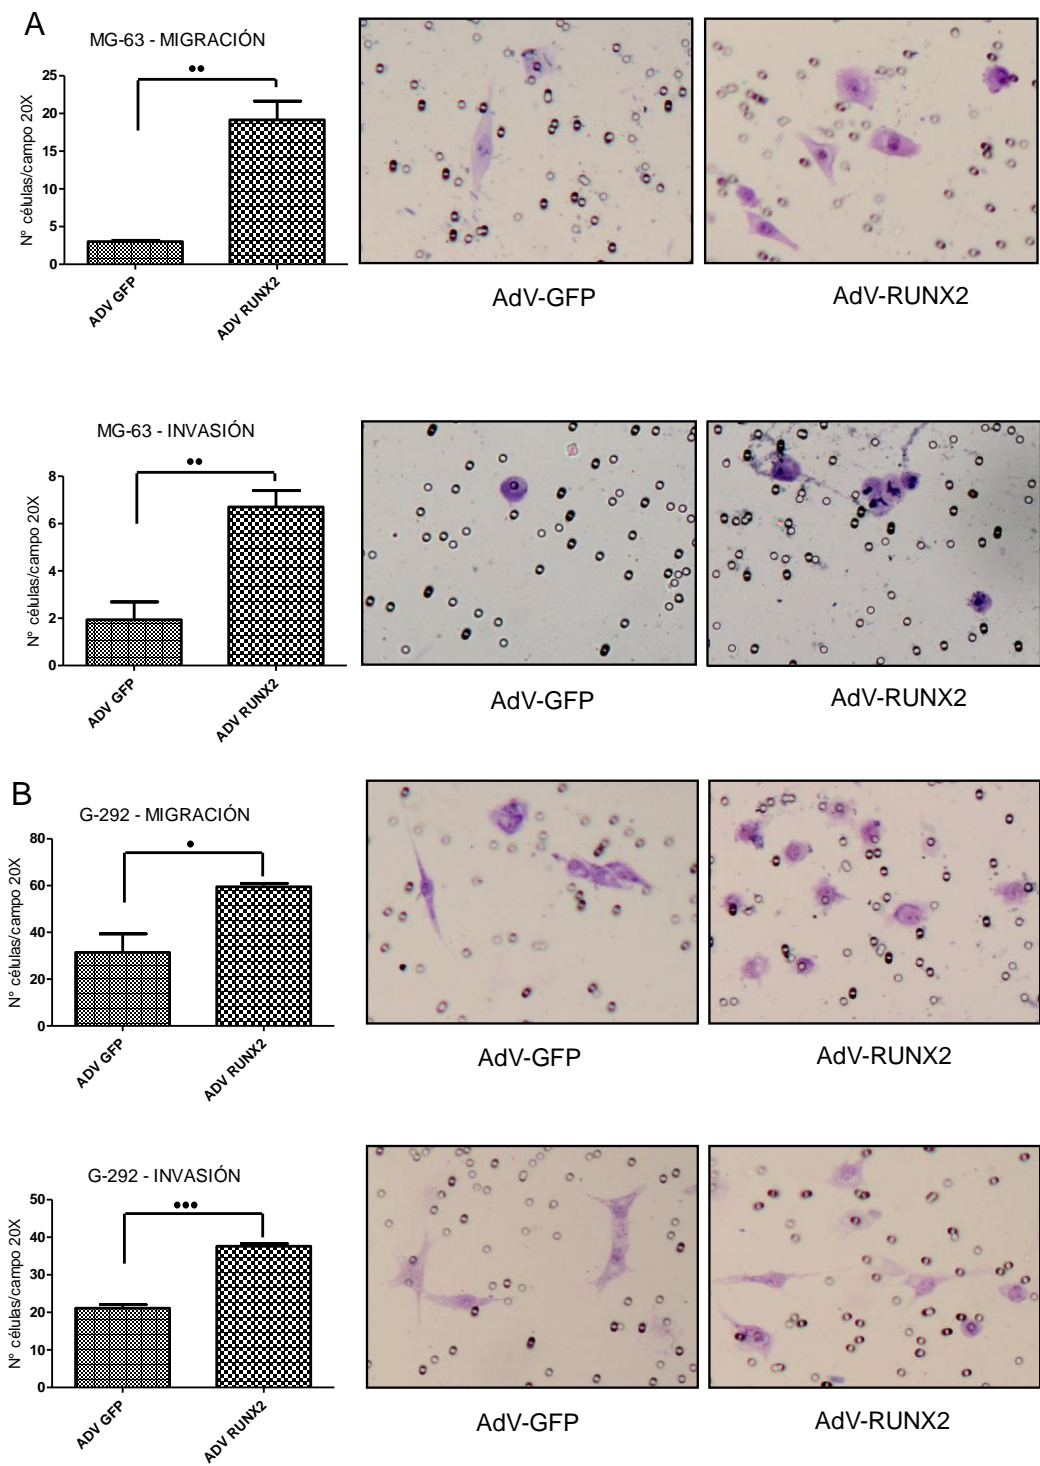 A
MG-63 - MIGRACIÓN
••
Nº células/campo 20X
25
20
15
10
5
0
ADV GFP
ADV RUNX2
AdV-GFP
AdV-RUNX2
MG-63 - INVASIÓN
••
Nº células/campo 20X
8
6
4
2
0
ADV GFP
ADV RUNX2
AdV-GFP
AdV-RUNX2
B
G-292 - MIGRACIÓN
•
Nº células/campo 20X
80
60
40
20
0
ADV GFP
ADV RUNX2
AdV-GFP
AdV-RUNX2
G-292 - INVASIÓN
•••
Nº células/campo 20X
50
40
30
20
10
0
ADV GFP
ADV RUNX2
AdV-GFP
AdV-RUNX2